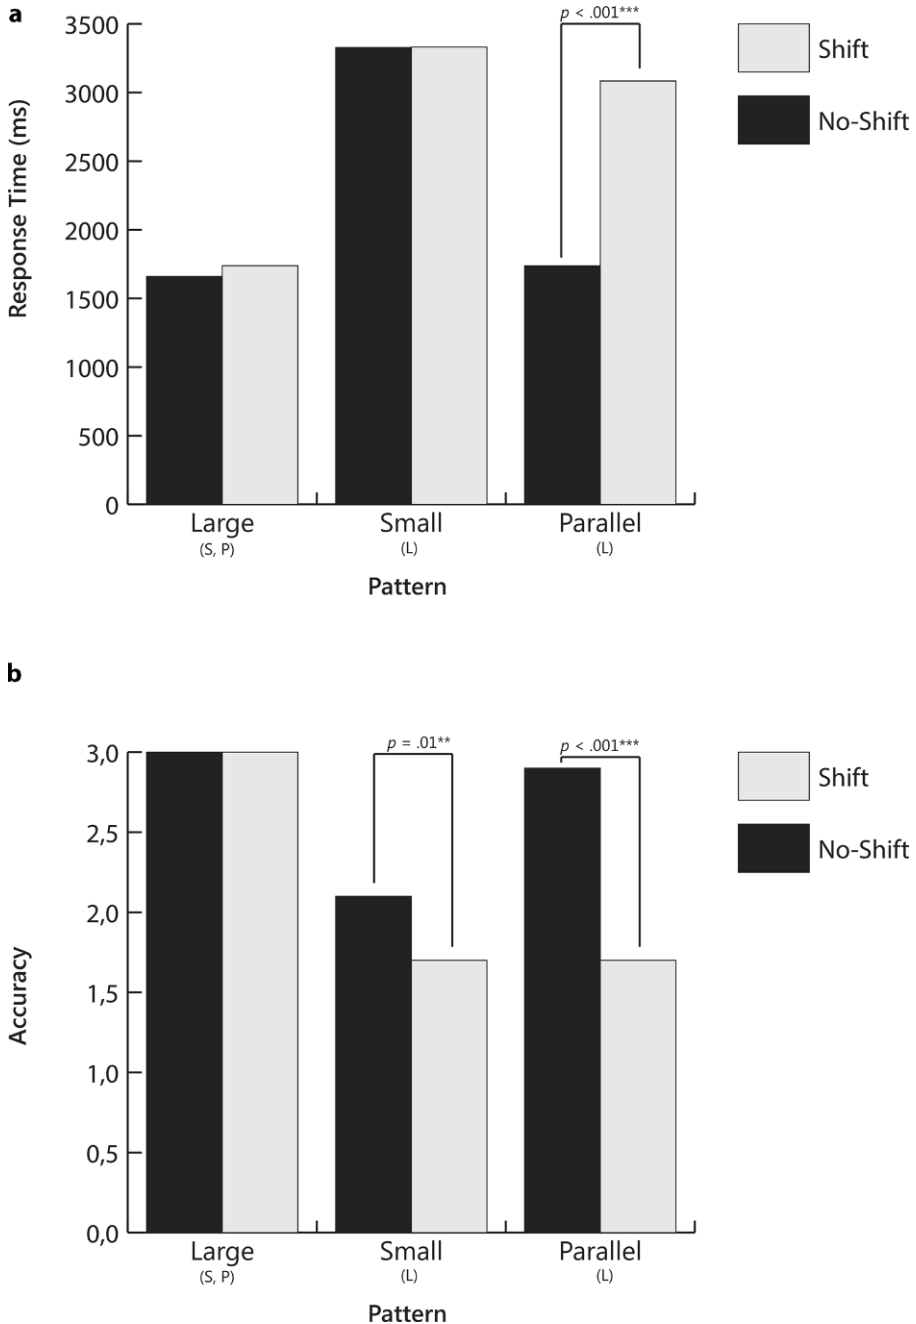 a
p < .001***
3500
3000
2500
2000
1500
1000
500
0
Response Time (ms)
Shift
No-Shift
Large
Small
Parallel
(S, P)
(L)
(L)
Pattern
b
p = .01**
p < .001***
3,0
2,5
2,0
1,5
1,0
0,5
0,0
Accuracy
Shift
No-Shift
Large
Small
Parallel
(S, P)
(L)
(L)
Pattern